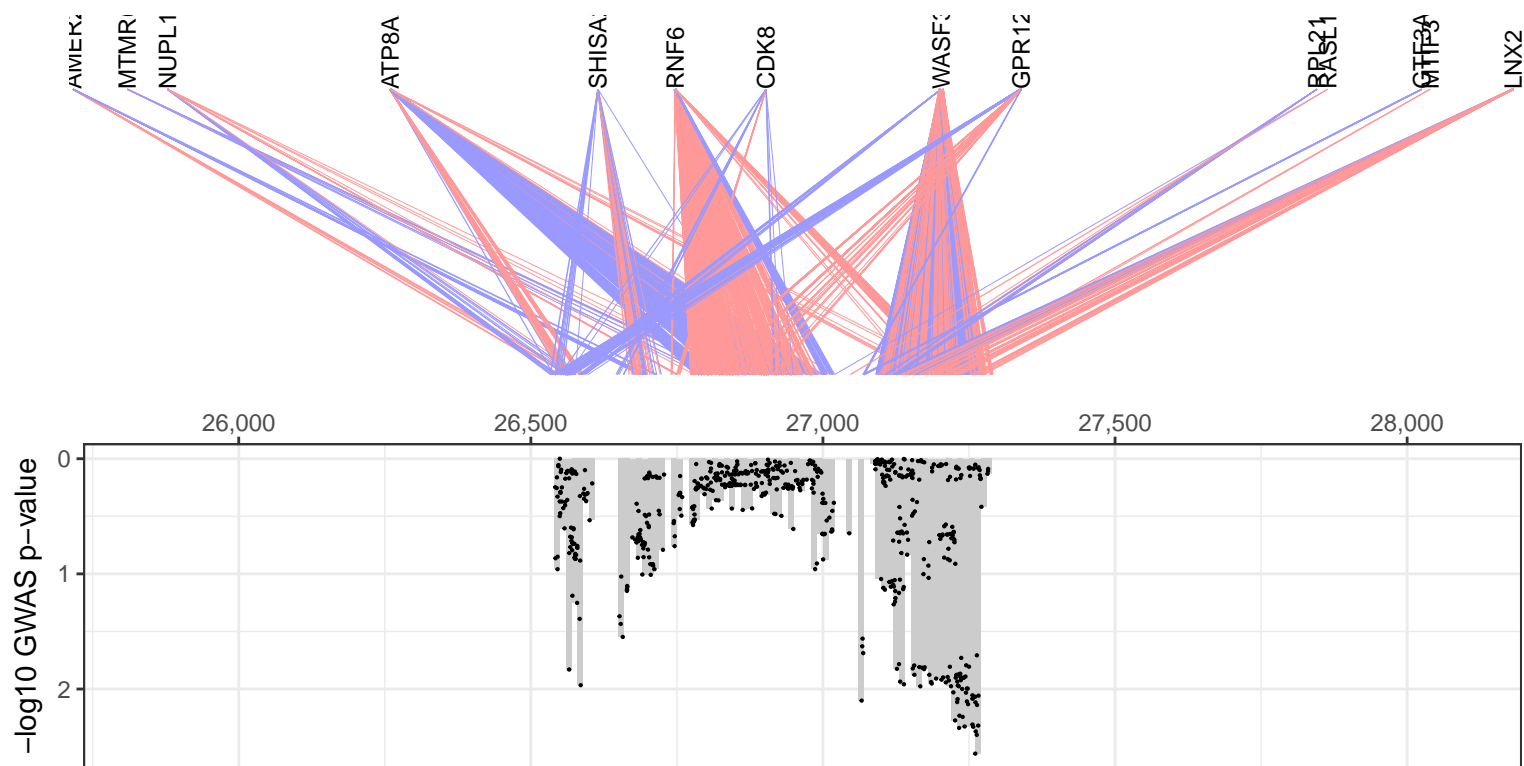 NUPL1
ATP8A
RNF6
CDK8
GPR12
RPL21
LNX2
26,000
26,500
27,000
27,500
28,000
−log10 GWAS p−value
0
1
2